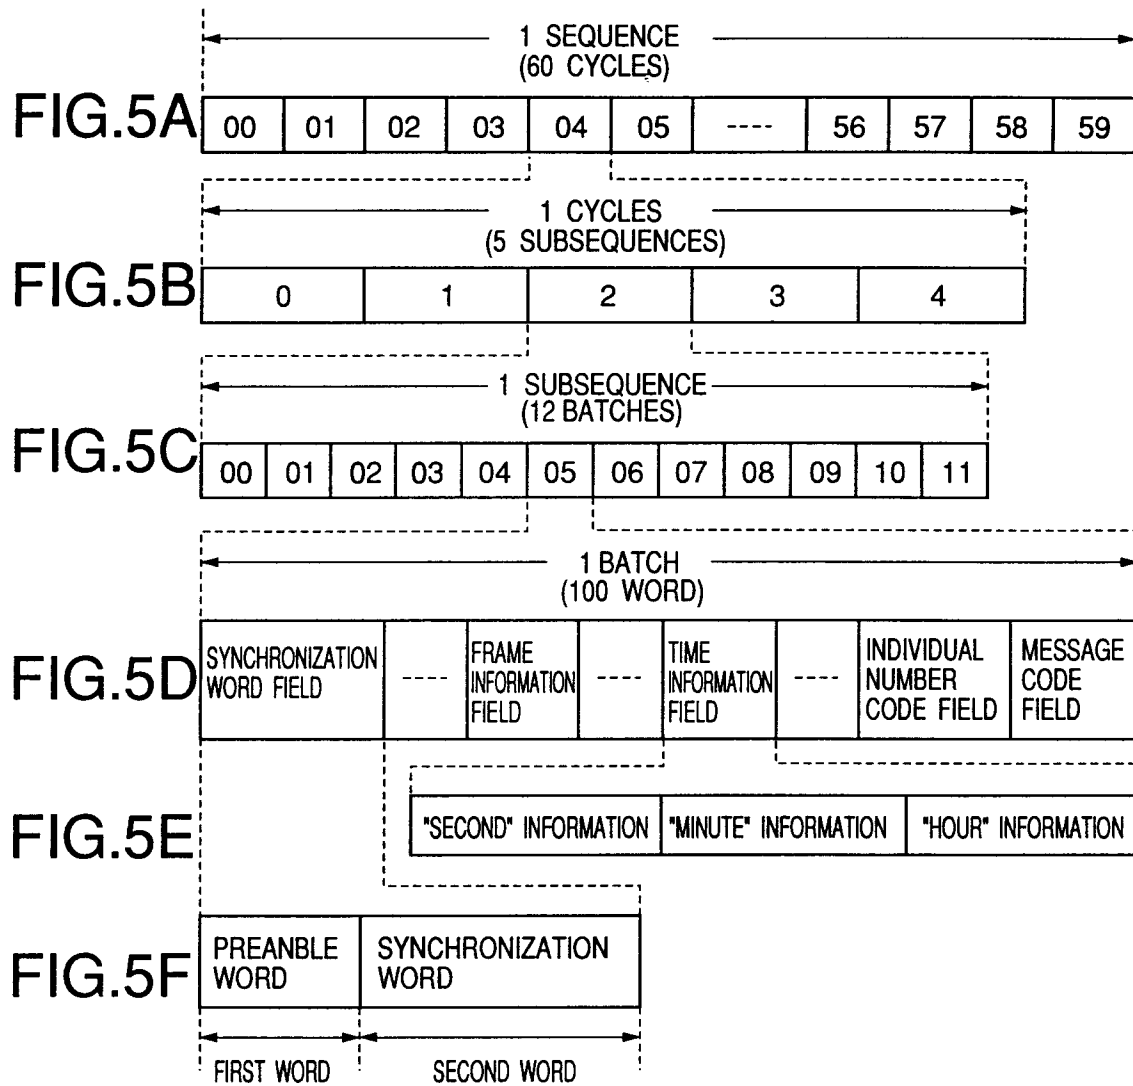 1 SEQUENCE
(60 CYCLES)
FIG.5A
00 01 02 03 04 05 ---- 56 57 58 59
1 CYCLES
(5 SUBSEQUENCES)
FIG.5B
0 1 2 3 4
1 SUBSEQUENCE
(12 BATCHES)
FIG.5C
00 01 02 03 04 05 06 07 08 09 10 11
1 BATCH
(100 WORD)
FIG.5D
SYNCHRONIZATION
WORD FIELD
----
FRAME
INFORMATION
FIELD
----
TIME
INFORMATION
FIELD
----
INDIVIDUAL
NUMBER
CODE FIELD
MESSAGE
CODE
FIELD
FIG.5E
"SECOND" INFORMATION "MINUTE" INFORMATION "HOUR" INFORMATION
FIG.5F
PREANBLE
WORD
SYNCHRONIZATION
WORD
FIRST WORD SECOND WORD